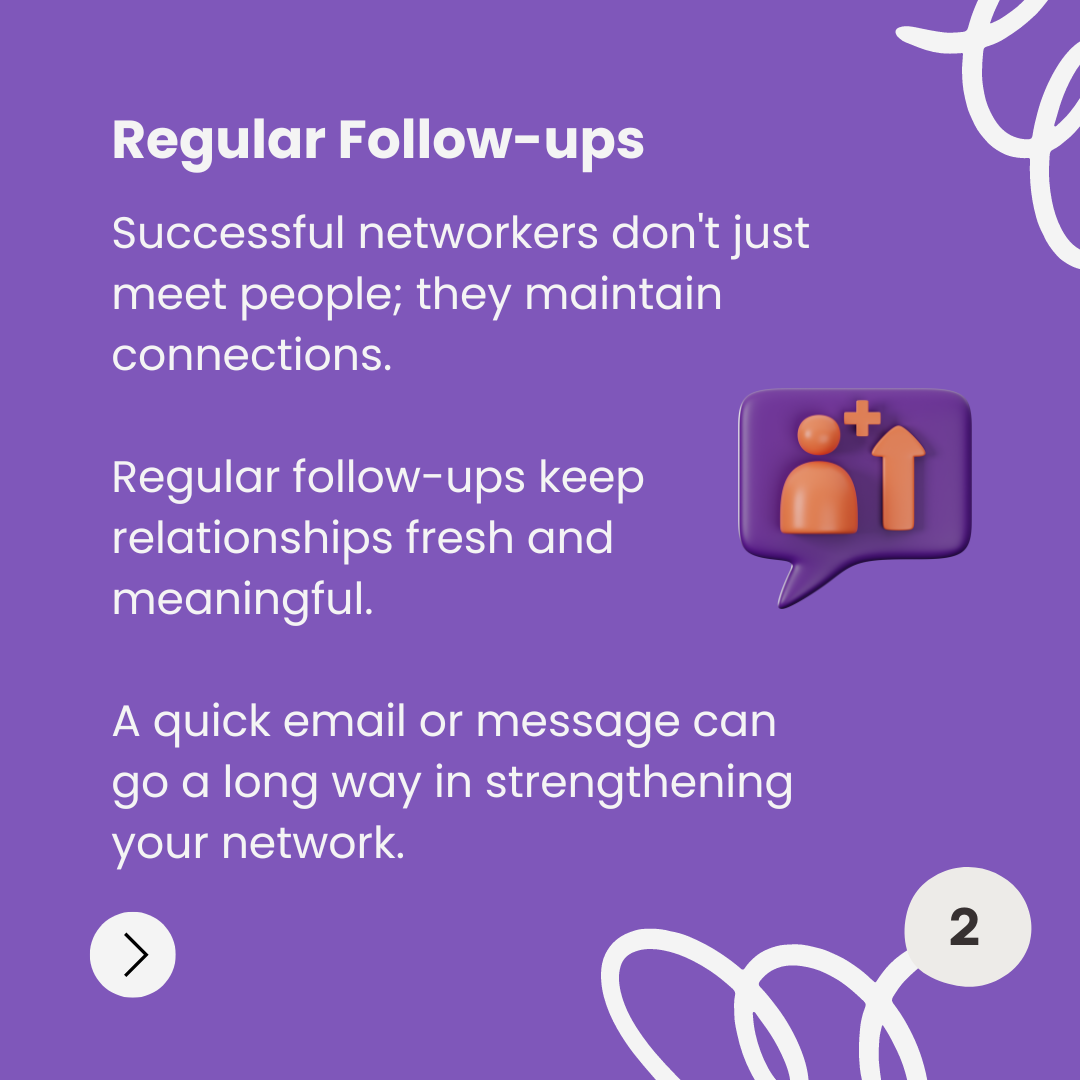 Regular Follow-ups
Successful networkers don't just
meet people; they maintain
connections.
Regular follow-ups keep
relationships fresh and
meaningful.
A quick email or message can
go a long way in strengthening
your network.
2